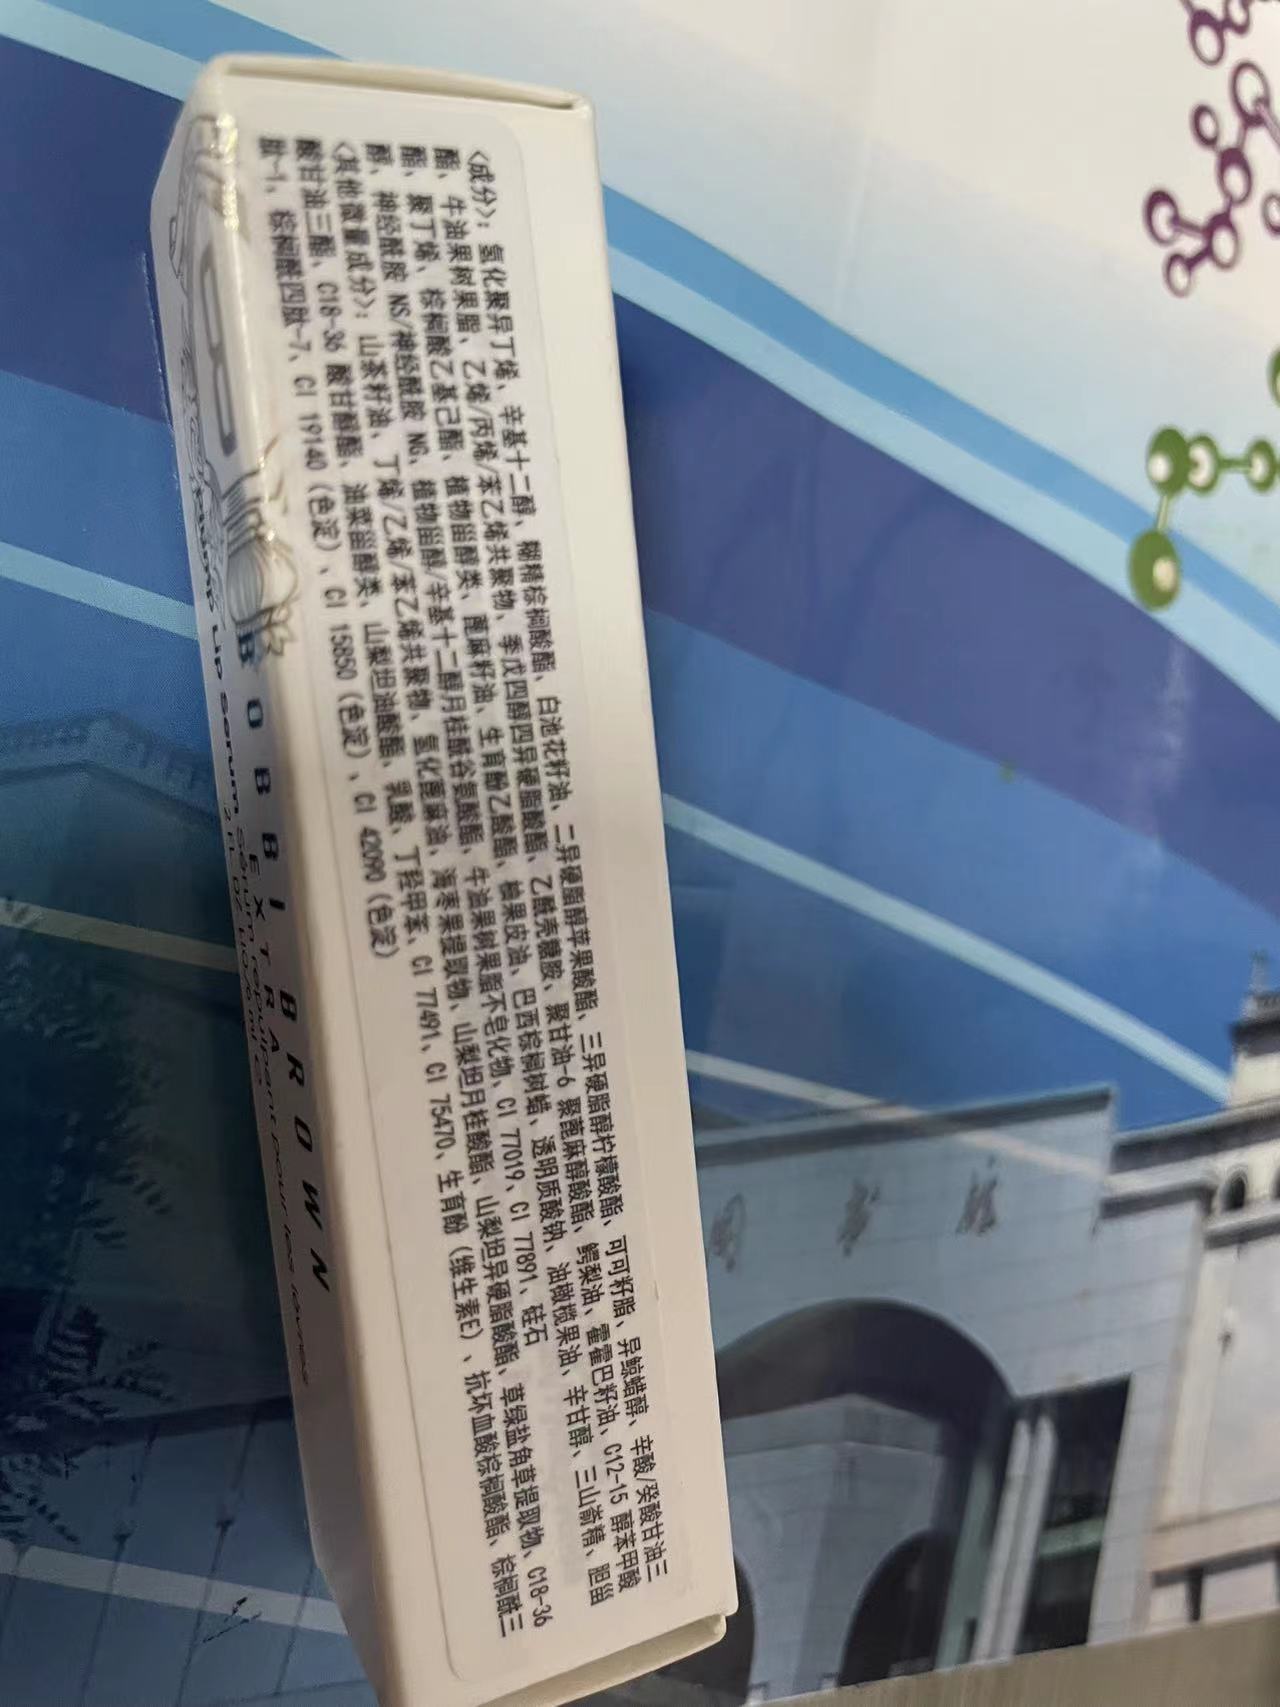 〈成分〉：氢化聚异丁烯、辛基十二醇、糊精棕榈酸酯、白池花籽油、二异硬脂醇苹果酸酯、三异硬脂醇柠檬酸酯、可可籽脂、异鲸蜡醇、辛酸/癸酸甘油三
酯、牛油果树果脂、乙烯/丙烯/苯乙烯共聚物、季戊四醇四异硬脂酸酯、乙酰壳糖胺、聚甘油-6 聚蓖麻醇酸酯、鳄梨油、霍霍巴籽油、C12-15 醇苯甲酸
酯、聚丁烯、棕榈酸乙基己酯、植物甾醇类、蓖麻籽油、生育酚乙酸酯、柚果皮油、巴西棕榈树蜡、透明质酸钠、油橄榄果油、辛甘醇、三山嵛精、胆甾
醇、神经酰胺 NS/神经酰胺 NG、植物甾醇/辛基十二醇月桂酰谷氨酸酯、牛油果树果脂不皂化物、CI 77019、CI 77891、硅石
〈其他微量成分〉：山茶籽油、丁烯/乙烯/苯乙烯共聚物、氢化蓖麻油、海枣果提取物、山梨坦月桂酸酯、山梨坦异硬脂酸酯、草绿盐角草提取物、C18-36
酸甘油三酯、C18-36 酸甘醇酯、油菜甾醇类、山梨坦油酸酯、乳酸、丁羟甲苯、CI 77491、CI 75470、生育酚（维生素E）、抗坏血酸棕榈酸酯、棕榈酰三
肽-1、棕榈酰四肽-7、CI 19140（色淀）、CI 15850（色淀）、CI 42090（色淀）
BOBBI BROWN
EXTRA
Plump Lip Serum
Sérum repulpant pour les lèvres